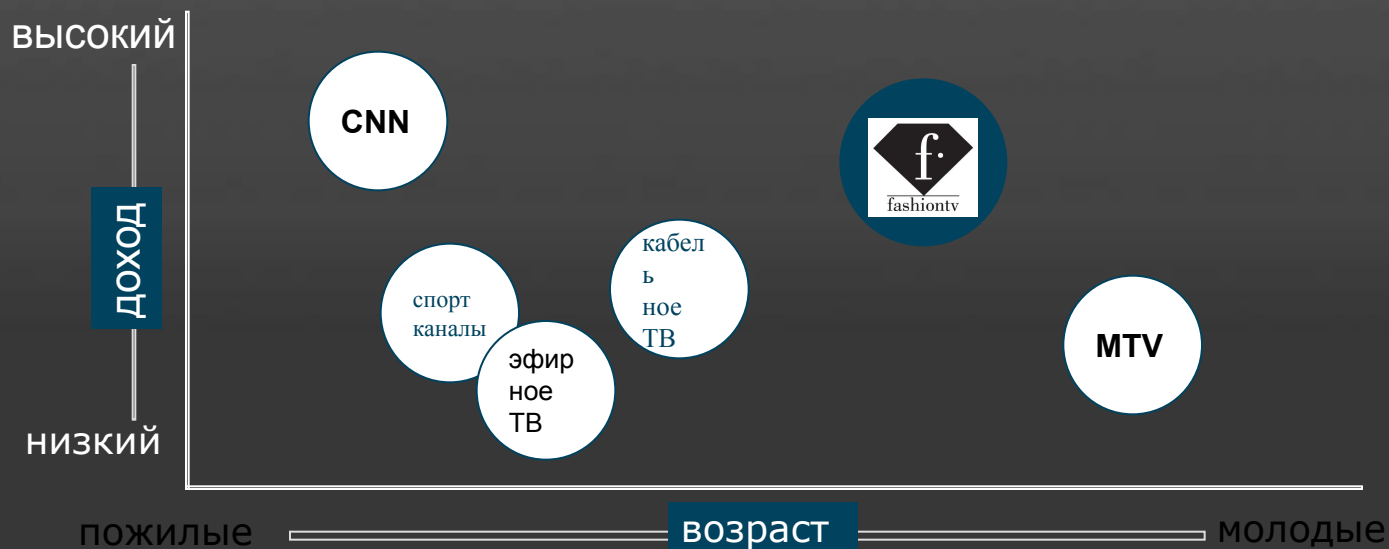 высокий
CNN
f.
fashiontv
доход
кабел
ь
ное
ТВ
спорт
каналы
MTV
эфир
ное
ТВ
низкий
пожилые
возраст
молодые